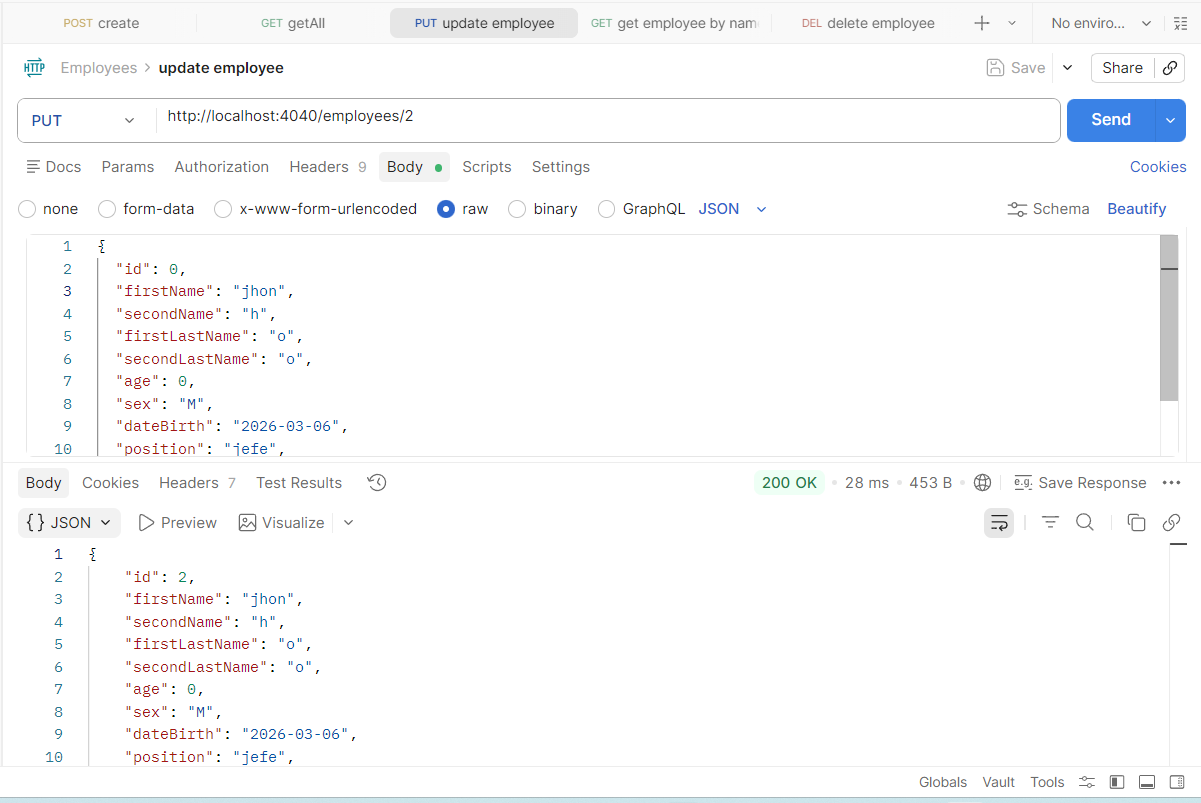 POST create GET getAll PUT update employee GET get employee by nam DEL delete employee No enviro...
HTTP Employees > update employee Save Share
PUT http://localhost:4040/employees/2 Send
Docs Params Authorization Headers 9 Body Scripts Settings Cookies
none form-data x-www-form-urlencoded raw binary GraphQL JSON Schema Beautify
1 {
2 "id": 0,
3 "firstName": "jhon",
4 "secondName": "h",
5 "firstLastName": "o",
6 "secondLastName": "o",
7 "age": 0,
8 "sex": "M",
9 "dateBirth": "2026-03-06",
10 "position": "jefe",
Body Cookies Headers 7 Test Results 200 OK • 28 ms • 453 B • e.g. Save Response
{} JSON Preview Visualize
1 {
2 "id": 2,
3 "firstName": "jhon",
4 "secondName": "h",
5 "firstLastName": "o",
6 "secondLastName": "o",
7 "age": 0,
8 "sex": "M",
9 "dateBirth": "2026-03-06",
10 "position": "jefe",
Globals Vault Tools